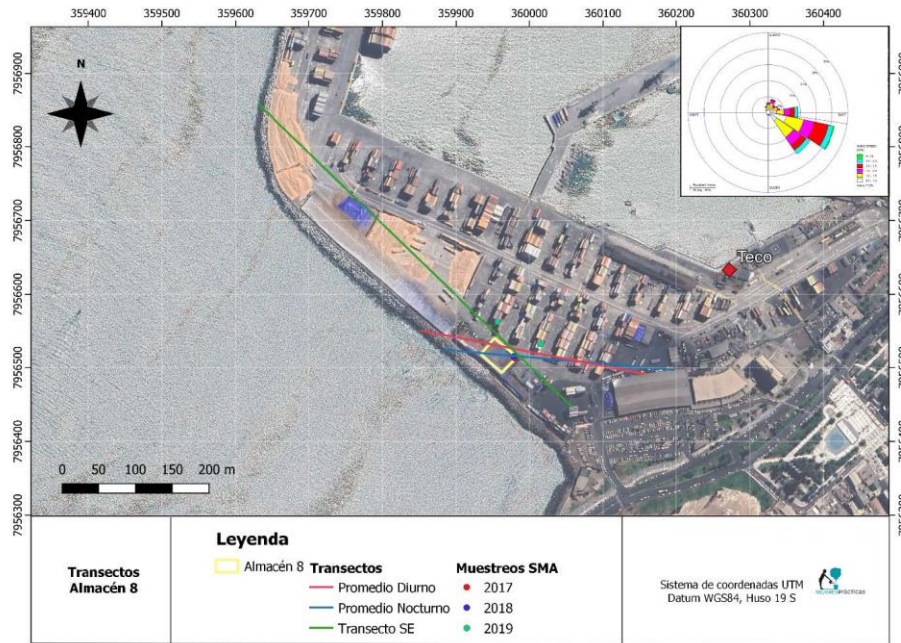 359400 359500 359600 359700 359800 359900 360000 360100 360200 360300 360400
7956900
7956800
7956700
7956600
7956500
7956400
7956300
N
Teco
0 50 100 150 200 m
Transectos
Almacén 8
Leyenda
Almacén 8
Transectos
Promedio Diurno
Promedio Nocturno
Transecto SE
Muestreos SMA
2017
2018
2019
Sistema de coordenadas UTM
Datum WGS84, Huso 19 S